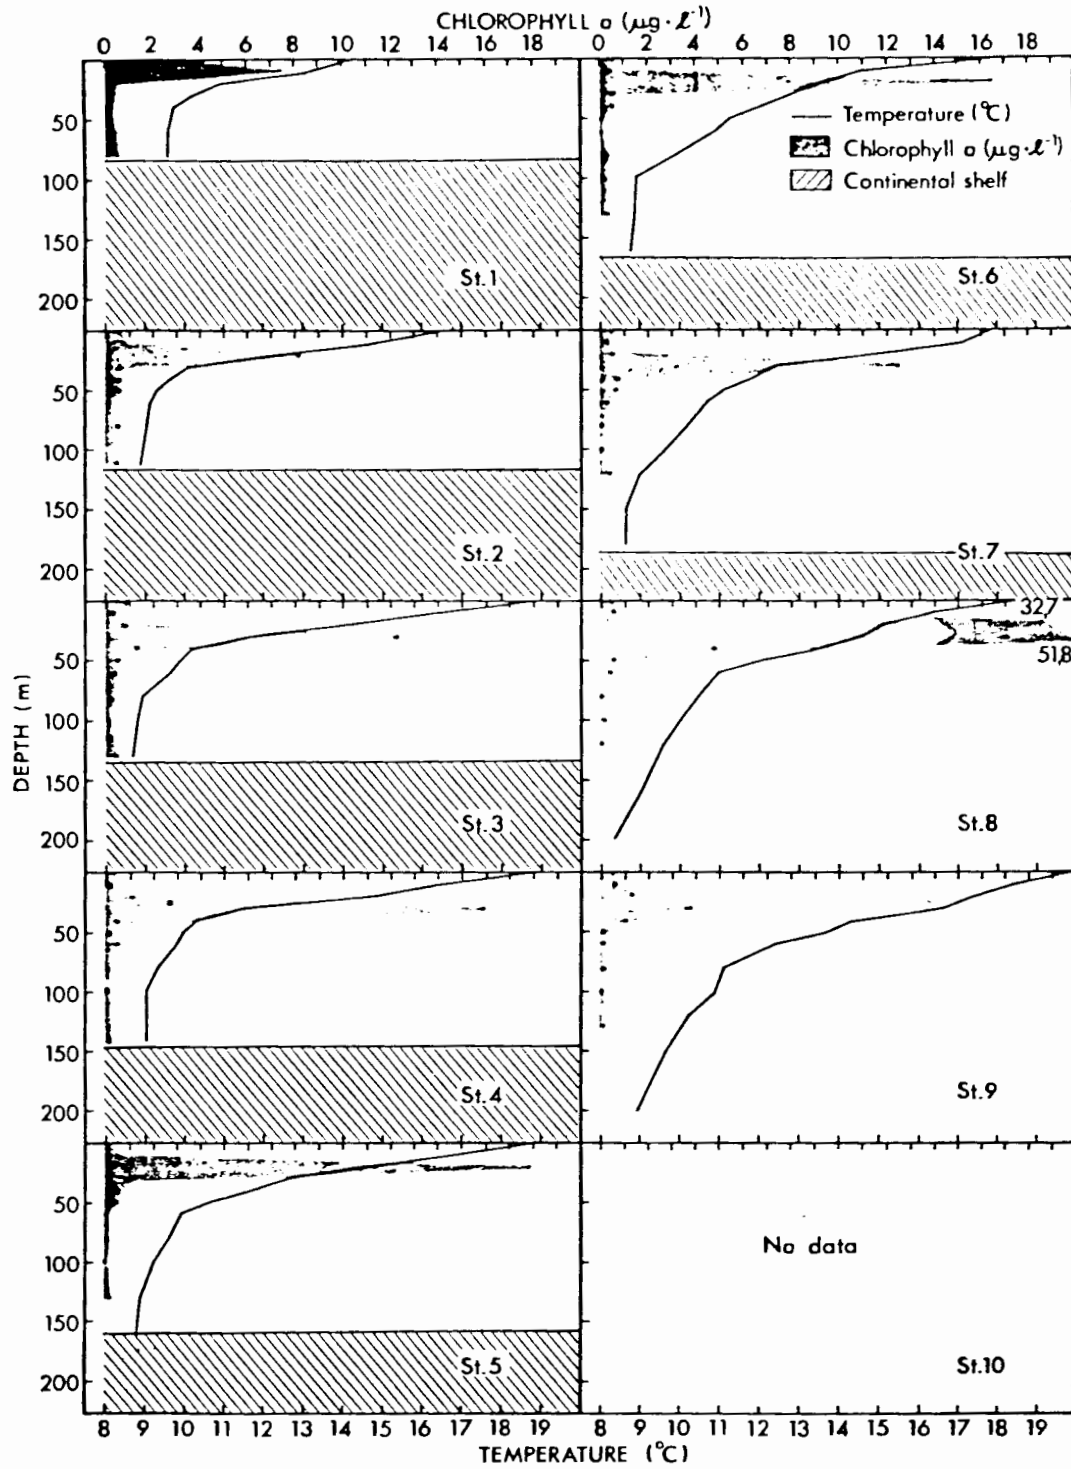 CHLOROPHYLL a (μg·ℓ⁻¹)
0 2 4 6 8 10 12 14 16 18
0 2 4 6 8 10 12 14 16 18
50
100
150
200
St.1
Temperature (°C)
Chlorophyll a (μg·ℓ⁻¹)
Continental shelf
St.6
50
100
150
200
St.2
St.7
50
100
150
200
St.3
32,7
51,8
St.8
50
100
150
200
St.4
St.9
50
100
150
200
St.5
No data
St.10
DEPTH (m)
8 9 10 11 12 13 14 15 16 17 18 19
8 9 10 11 12 13 14 15 16 17 18 19
TEMPERATURE (°C)